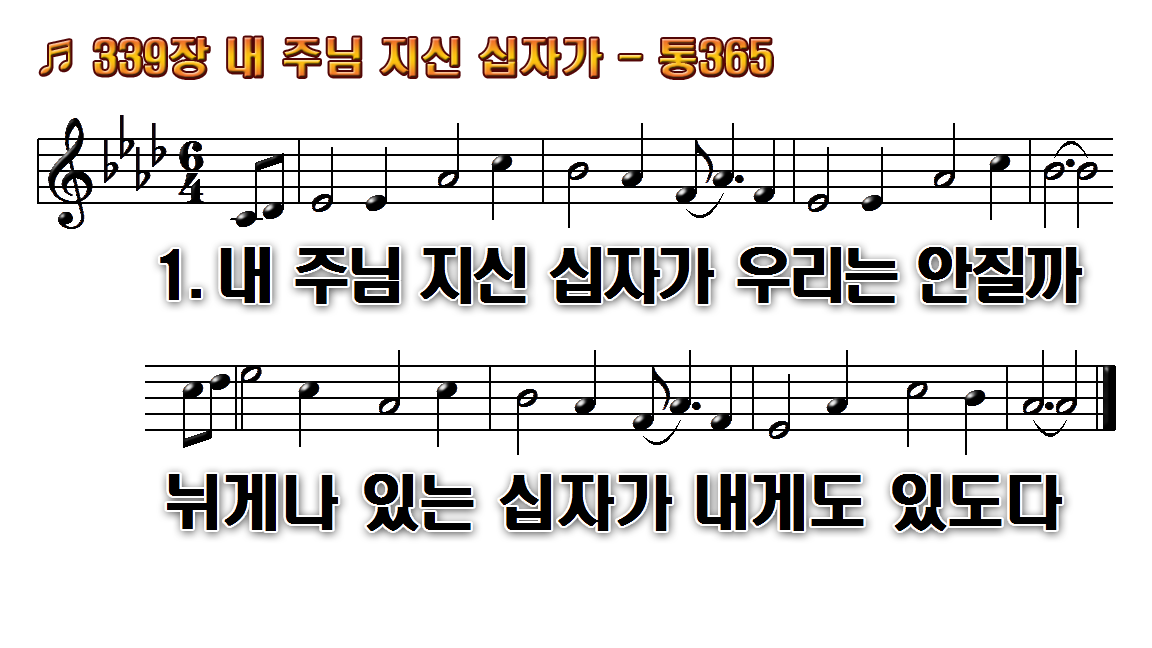 ♬ 339장 내 주님 지신 십자가 - 통365
6
4
1. 내 주님 지신 십자가 우리는 안질까
뉘게나 있는 십자가 내게도 있도다